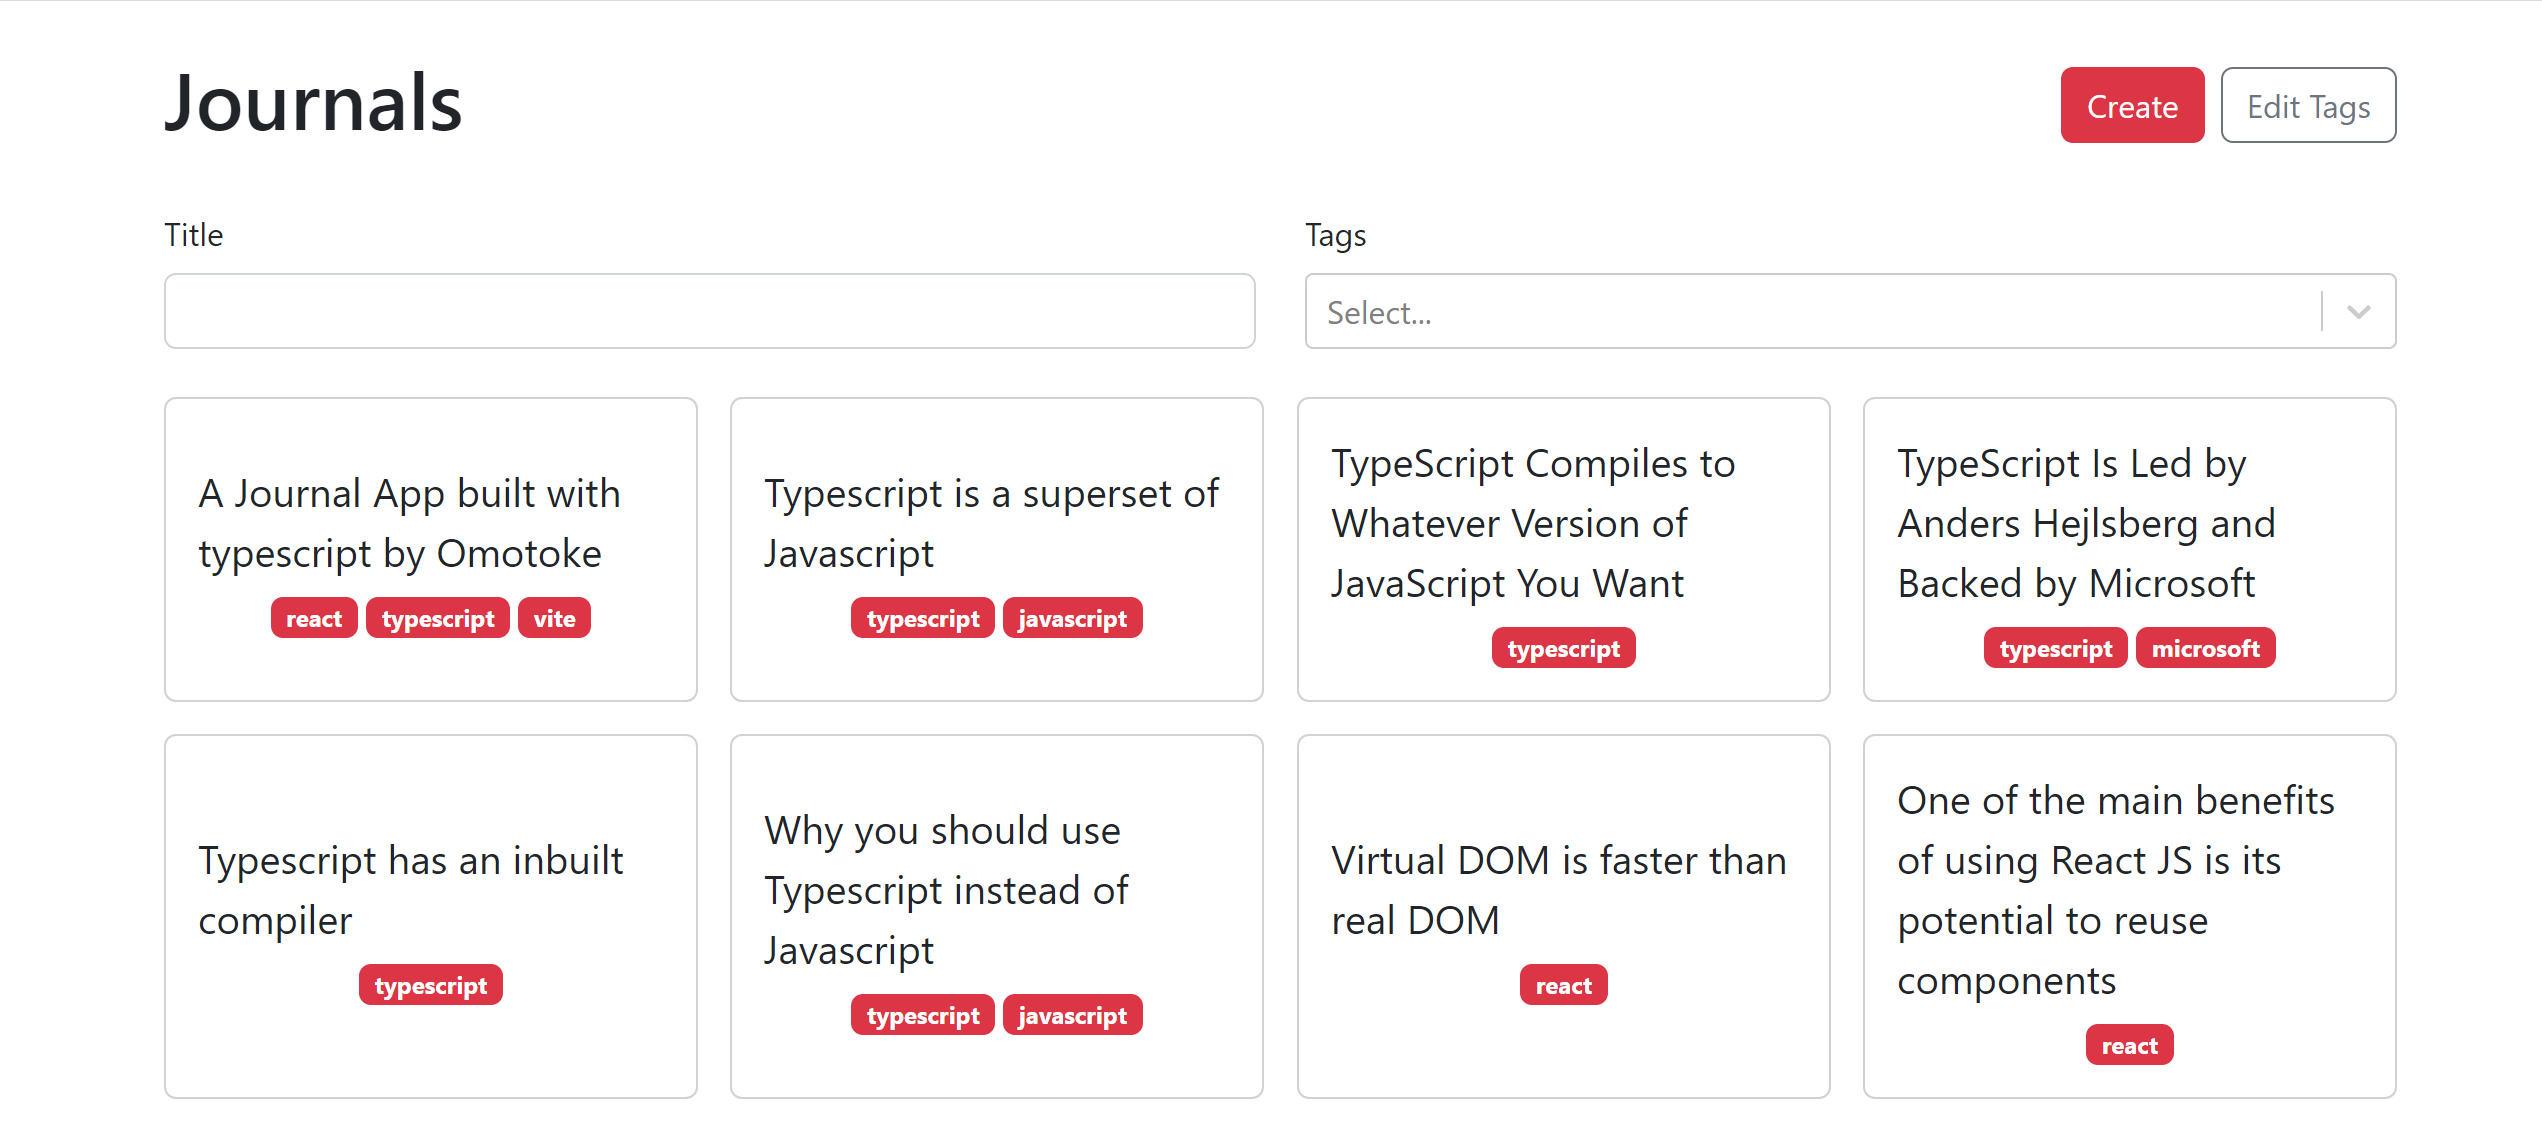 Journals
Create
Edit Tags
Title
Tags
Select...
A Journal App built with
typescript by Omotoke
react typescript vite
Typescript is a superset of
Javascript
typescript javascript
TypeScript Compiles to
Whatever Version of
JavaScript You Want
typescript
TypeScript Is Led by
Anders Hejlsberg and
Backed by Microsoft
typescript microsoft
Typescript has an inbuilt
compiler
typescript
Why you should use
Typescript instead of
Javascript
typescript javascript
Virtual DOM is faster than
real DOM
react
One of the main benefits
of using React JS is its
potential to reuse
components
react